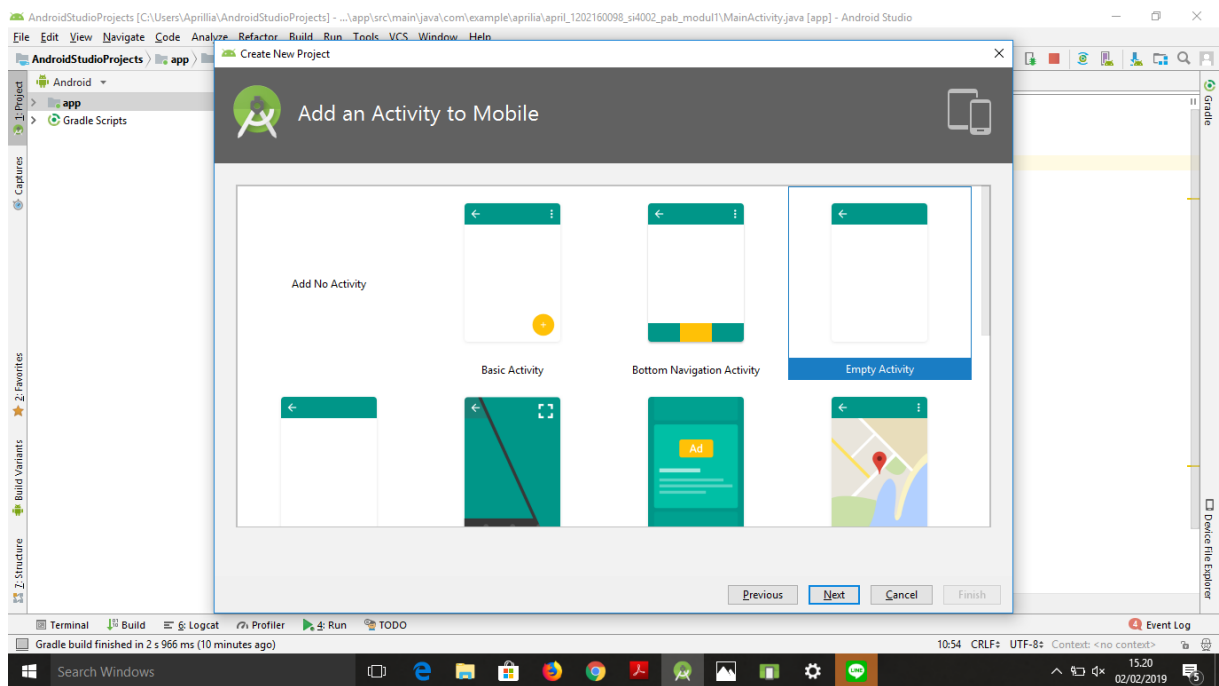 AndroidStudioProjects [C:\Users\Aprillia\AndroidStudioProjects] - ...\app\src\main\java\com\example\aprilia\april_1202160098_si4002_pab_modul1\MainActivity.java [app] - Android Studio
File Edit View Navigate Code Analyze Refactor Build Run Tools VCS Window Help
AndroidStudioProjects app
Create New Project
Android
app
Gradle Scripts
1: Project
Captures
2: Favorites
Build Variants
Z: Structure
Add an Activity to Mobile
Add No Activity
Basic Activity
Bottom Navigation Activity
Empty Activity
Ad
Previous Next Cancel Finish
Gradle
Device File Explorer
Terminal Build 6: Logcat Profiler 4: Run TODO
4 Event Log
Gradle build finished in 2 s 966 ms (10 minutes ago)
10:54 CRLF UTF-8 Context: <no context>
Search Windows
LINE
15.20
02/02/2019
5